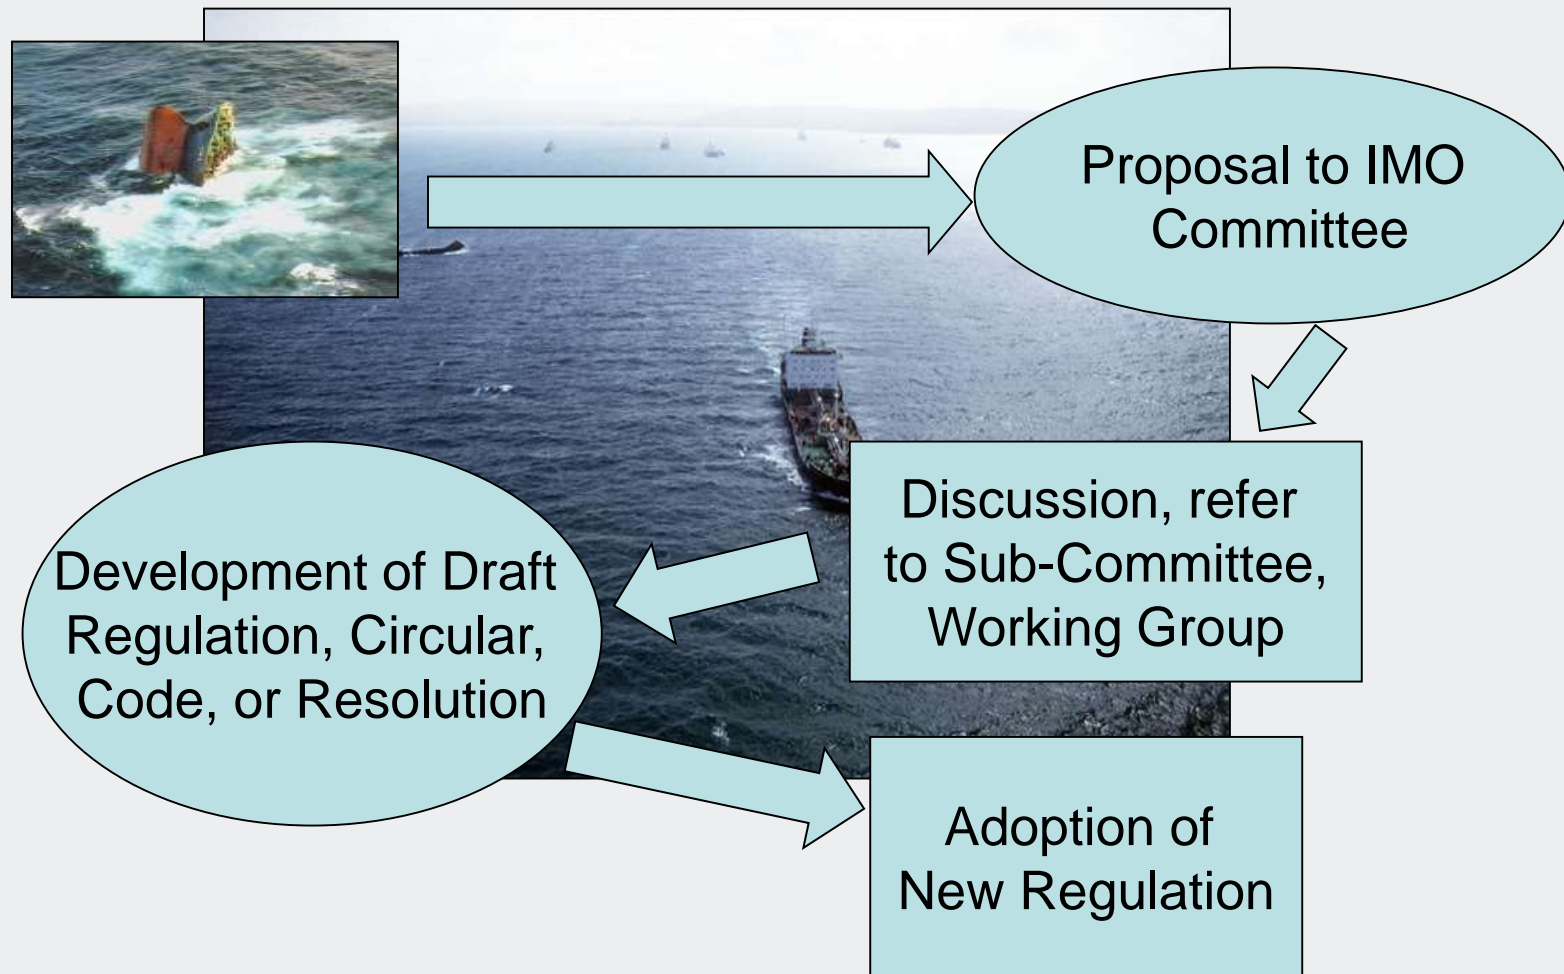 Proposal to IMO
Committee
Discussion, refer
to Sub-Committee,
Working Group
Development of Draft
Regulation, Circular,
Code, or Resolution
Adoption of
New Regulation